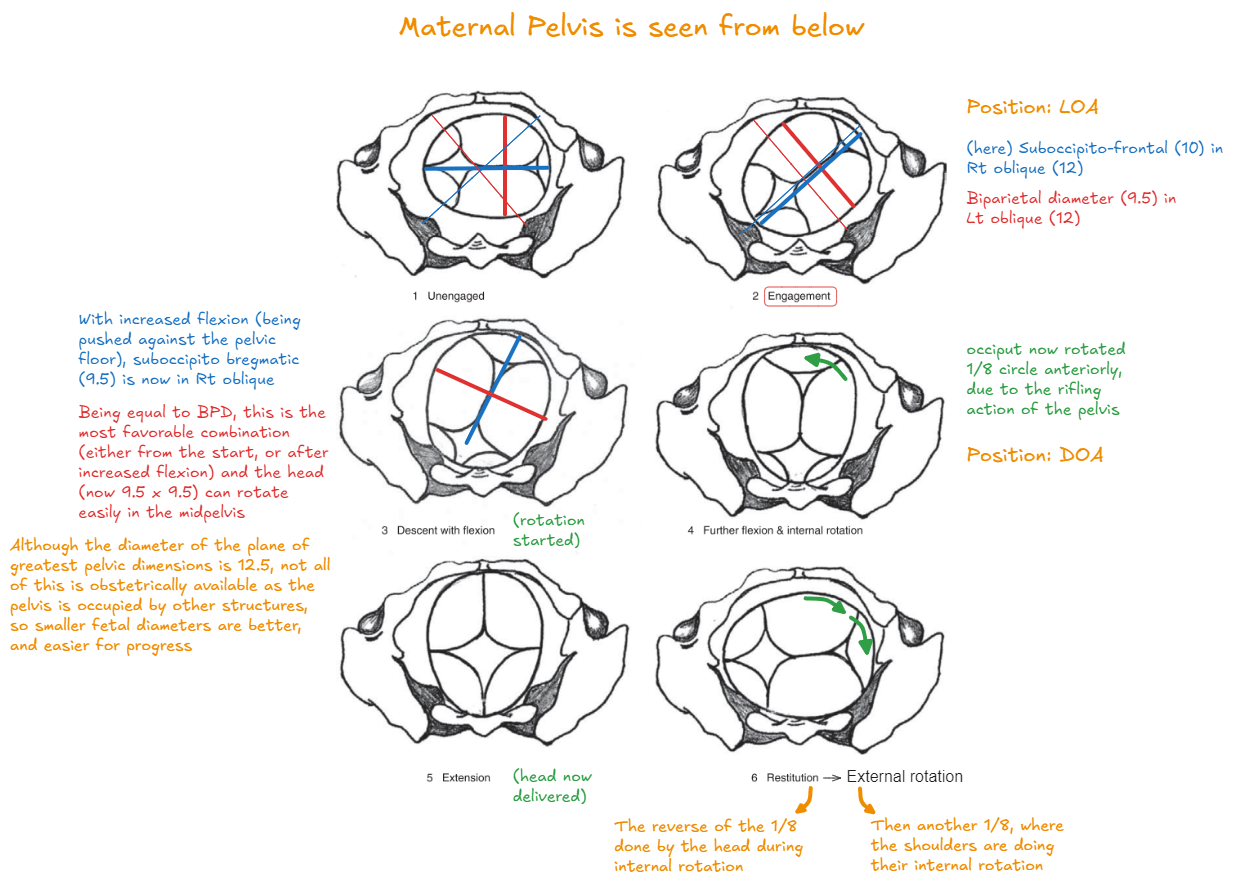 Maternal Pelvis is seen from below
Position: LOA
(here) Suboccipito-frontal (10) in
Rt oblique (12)
Biparietal diameter (9.5) in
Lt oblique (12)
1 Unengaged
2 Engagement
With increased flexion (being
pushed against the pelvic
floor), suboccipito bregmatic
(9.5) is now in Rt oblique
Being equal to BPD, this is the
most favorable combination
(either from the start, or after
increased flexion) and the head
(now 9.5 x 9.5) can rotate
easily in the midpelvis
occiput now rotated
1/8 circle anteriorly,
due to the rifling
action of the pelvis
Position: DOA
3 Descent with flexion
(rotation
started)
4 Further flexion & internal rotation
Although the diameter of the plane of
greatest pelvic dimensions is 12.5, not all
of this is obstetrically available as the
pelvis is occupied by other structures,
so smaller fetal diameters are better,
and easier for progress
5 Extension
(head now
delivered)
6 Restitution → External rotation
The reverse of the 1/8
done by the head during
internal rotation
Then another 1/8, where
the shoulders are doing
their internal rotation